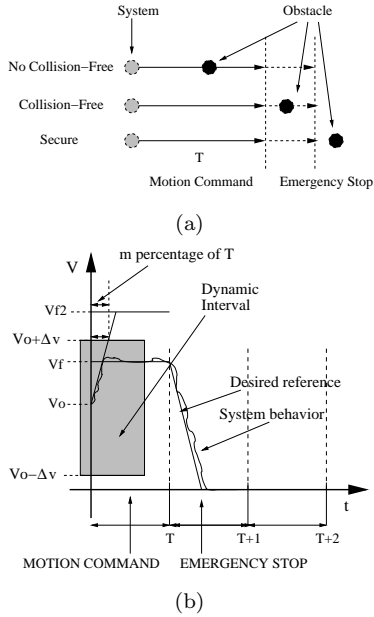 System
Obstacle
No Collision−Free
Collision−Free
Secure
T
Motion Command
Emergency Stop
(a)
m percentage of T
V
Dynamic
Interval
Vf2
Vo+Δv
Vf
Desired reference
Vo
System behavior
Vo−Δv
t
T
T+1
T+2
MOTION COMMAND
EMERGENCY STOP
(b)